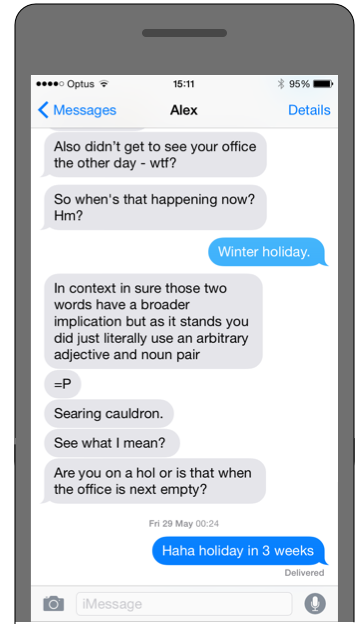 Optus 15:11 95%
Messages Alex Details
Also didn't get to see your office
the other day - wtf?
So when's that happening now?
Hm?
Winter holiday.
In context in sure those two
words have a broader
implication but as it stands you
did just literally use an arbitrary
adjective and noun pair
=P
Searing cauldron.
See what I mean?
Are you on a hol or is that when
the office is next empty?
Fri 29 May 00:24
Haha holiday in 3 weeks
Delivered
iMessage